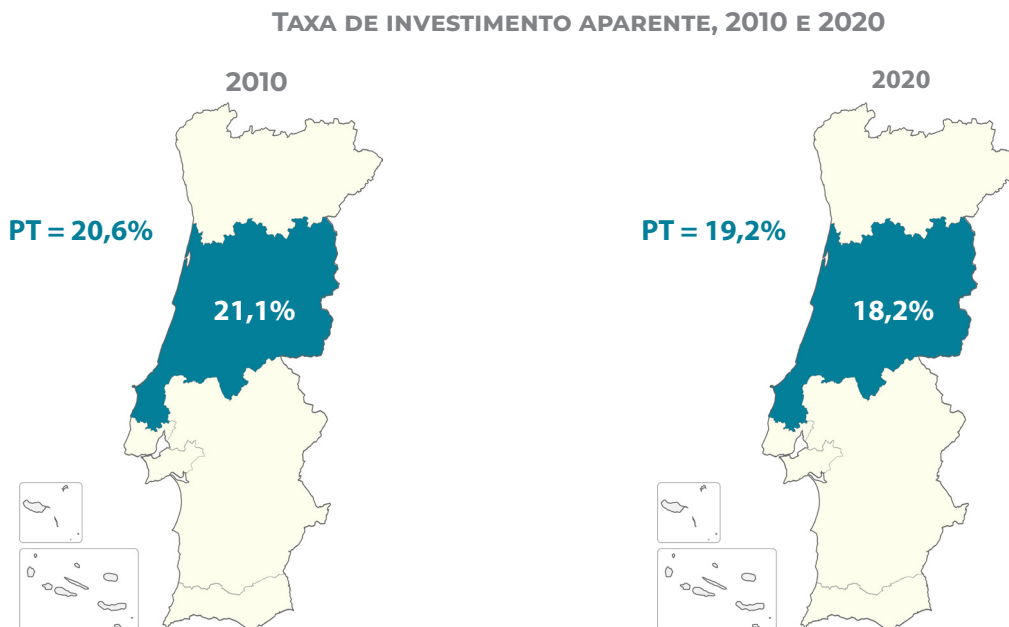 TAXA DE INVESTIMENTO APARENTE, 2010 E 2020
2010
PT = 20,6%
21,1%
2020
PT = 19,2%
18,2%